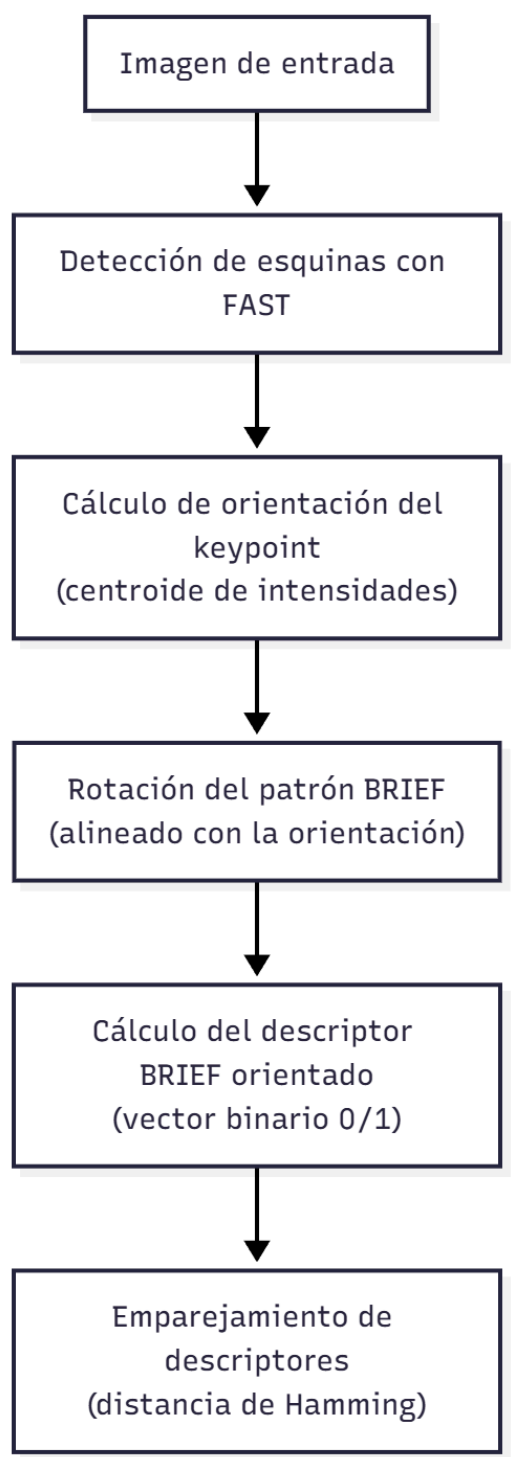 Imagen de entrada
Detección de esquinas con
FAST
Cálculo de orientación del
keypoint
(centroide de intensidades)
Rotación del patrón BRIEF
(alineado con la orientación)
Cálculo del descriptor
BRIEF orientado
(vector binario 0/1)
Emparejamiento de
descriptores
(distancia de Hamming)